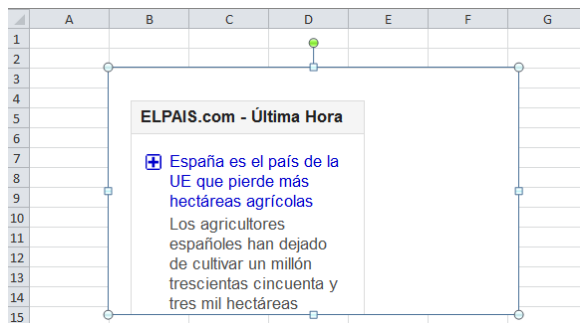 A B C D E F G
1
2
3
4
5
6
7
8
9
10
11
12
13
14
15
ELPAIS.com - Última Hora
España es el país de la
UE que pierde más
hectáreas agrícolas
Los agricultores
españoles han dejado
de cultivar un millón
trescientas cincuenta y
tres mil hectáreas